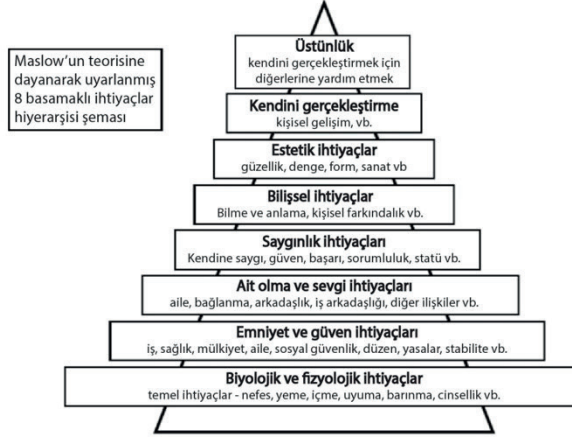 Maslow'un teorisine
dayanarak uyarlanmış
8 basamaklı ihtiyaçlar
hiyerarşisi şeması
Üstünlük
kendini gerçekleştirmek için
diğerlerine yardım etmek
Kendini gerçekleştirme
kişisel gelişim, vb.
Estetik ihtiyaçlar
güzellik, denge, form, sanat vb
Bilişsel ihtiyaçlar
Bilme ve anlama, kişisel farkındalık vb.
Saygınlık ihtiyaçları
Kendine saygı, güven, başarı, sorumluluk, statü vb.
Ait olma ve sevgi ihtiyaçları
aile, bağlanma, arkadaşlık, iş arkadaşlığı, diğer ilişkiler vb.
Emniyet ve güven ihtiyaçları
iş, sağlık, mülkiyet, aile, sosyal güvenlik, düzen, yasalar, stabilite vb.
Biyolojik ve fizyolojik ihtiyaçlar
temel ihtiyaçlar - nefes, yeme, içme, uyuma, barınma, cinsellik vb.